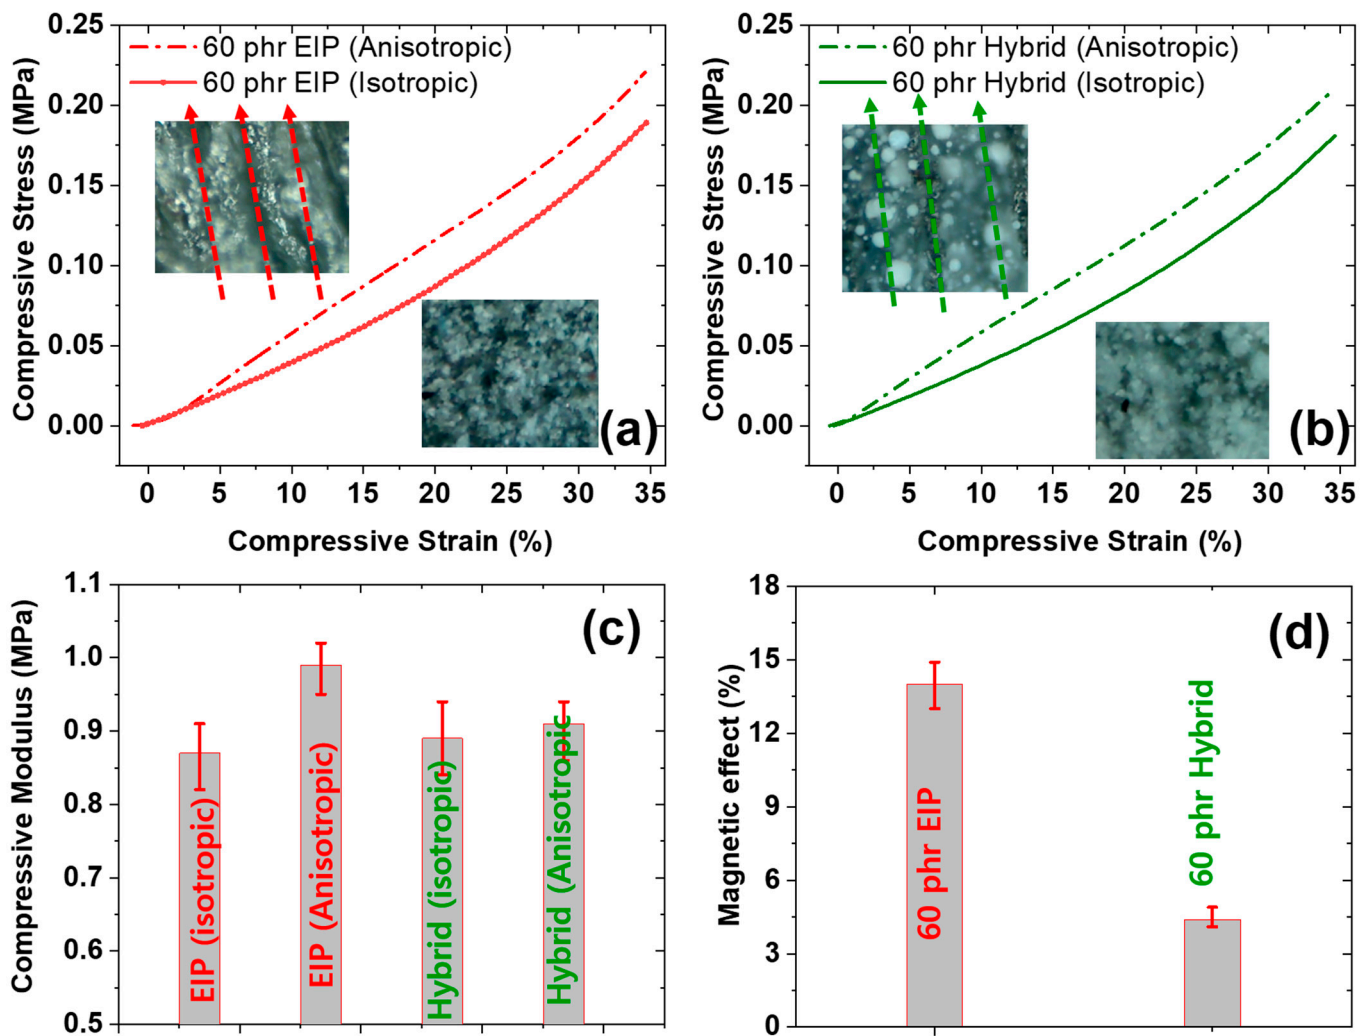 0.25
0.20
0.15
0.10
0.05
0.00
Compressive Stress (MPa)
60 phr EIP (Anisotropic)
60 phr EIP (Isotropic)
(a)
0 5 10 15 20 25 30 35
Compressive Strain (%)
0.25
0.20
0.15
0.10
0.05
0.00
Compressive Stress (MPa)
60 phr Hybrid (Anisotropic)
60 phr Hybrid (Isotropic)
(b)
0 5 10 15 20 25 30 35
Compressive Strain (%)
1.1
1.0
0.9
0.8
0.7
0.6
0.5
Compressive Modulus (MPa)
(c)
EIP (isotropic)
EIP (Anisotropic)
Hybrid (isotropic)
Hybrid (Anisotropic
18
15
12
9
6
3
0
Magnetic effect (%)
(d)
60 phr EIP
60 phr Hybrid